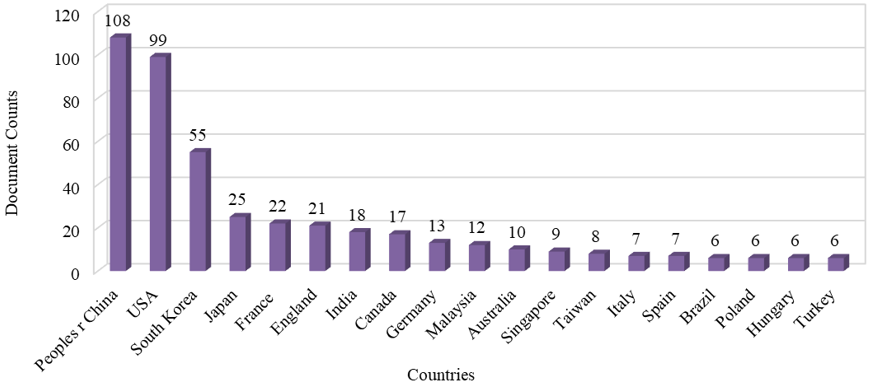 Document Counts
120
100
80
60
40
20
0
108
99
55
25
22
21
18
17
13
12
10
9
8
7
7
6
6
6
6
Peoples r China
USA
South Korea
Japan
France
England
India
Canada
Germany
Malaysia
Australia
Singapore
Taiwan
Italy
Spain
Brazil
Poland
Hungary
Turkey
Countries